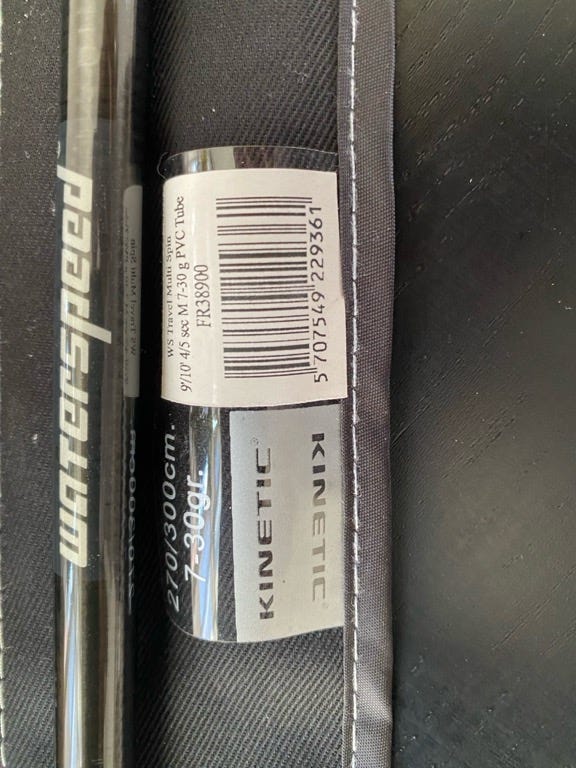 waterspeed
WS Travel Multi Spin
9'/10' 4/5 sec M 7-30 g PVC Tube
FR38900
5 707549 229361
270/300cm.
7-30gr.
KINETIC®
KINETIC